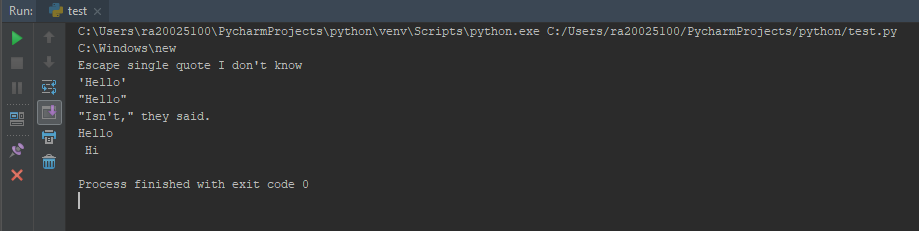 Run: test
C:\Users\ra20025100\PycharmProjects\python\venv\Scripts\python.exe C:/Users/ra20025100/PycharmProjects/python/test.py
C:\Windows\new
Escape single quote I don't know
'Hello'
"Hello"
"Isn't," they said.
Hello
 Hi
Process finished with exit code 0